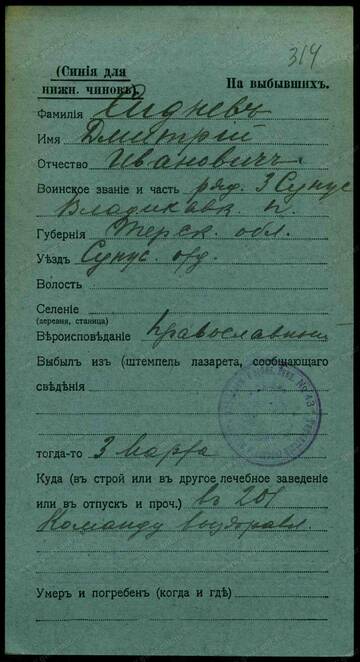 314
(Синія для
нижн. чиновъ). На выбывшихъ.
Фамилія
Имя Дмитрій
Отчество Ивановичъ
Воинское званіе и часть ряд. 3 Сунж
Владикавк. п.
Губернія Терск. обл.
Уѣздъ Сунж. отд.
Волость
Селеніе
(деревня, станица)
Вѣроисповѣданіе Православный
Выбылъ изъ (штемпель лазарета, сообщающаго
свѣдѣнія
№ 43
тогда-то 3 марта
Куда (въ строй или въ другое лечебное заведеніе
или въ отпускъ и проч.) въ 201
Команду выздоравл.
Умеръ и погребенъ (когда и гдѣ)